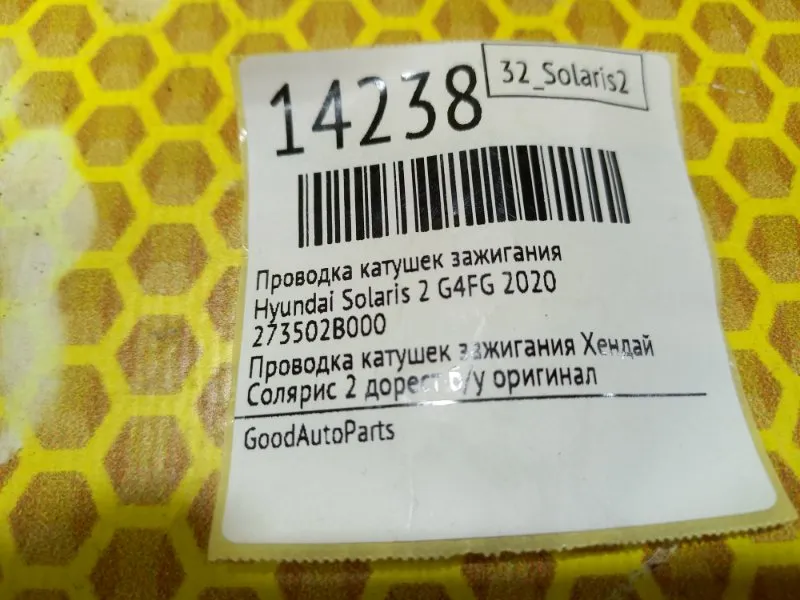 14238
32_Solaris2
Проводка катушек зажигания
Hyundai Solaris 2 G4FG 2020
273502B000
Проводка катушек зажигания Хендай
Солярис 2 дорест б/у оригинал
GoodAutoParts